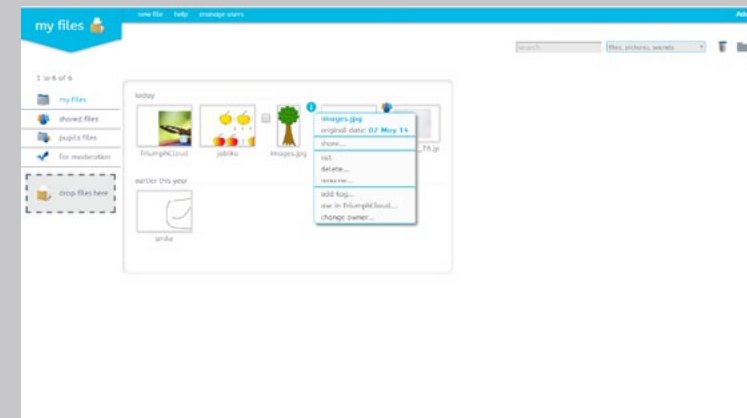 my files
new file help manage users
search
files, pictures, sounds
1 to 6 of 6
my files
shared files
pupils files
for moderation
drop files here
today
TriumphCloud
images.jpg
images.jpg
original date: 02 May 14
share...
cut
delete...
rename...
add tag...
use in TriumphCloud...
change owner...
earlier this year
smile